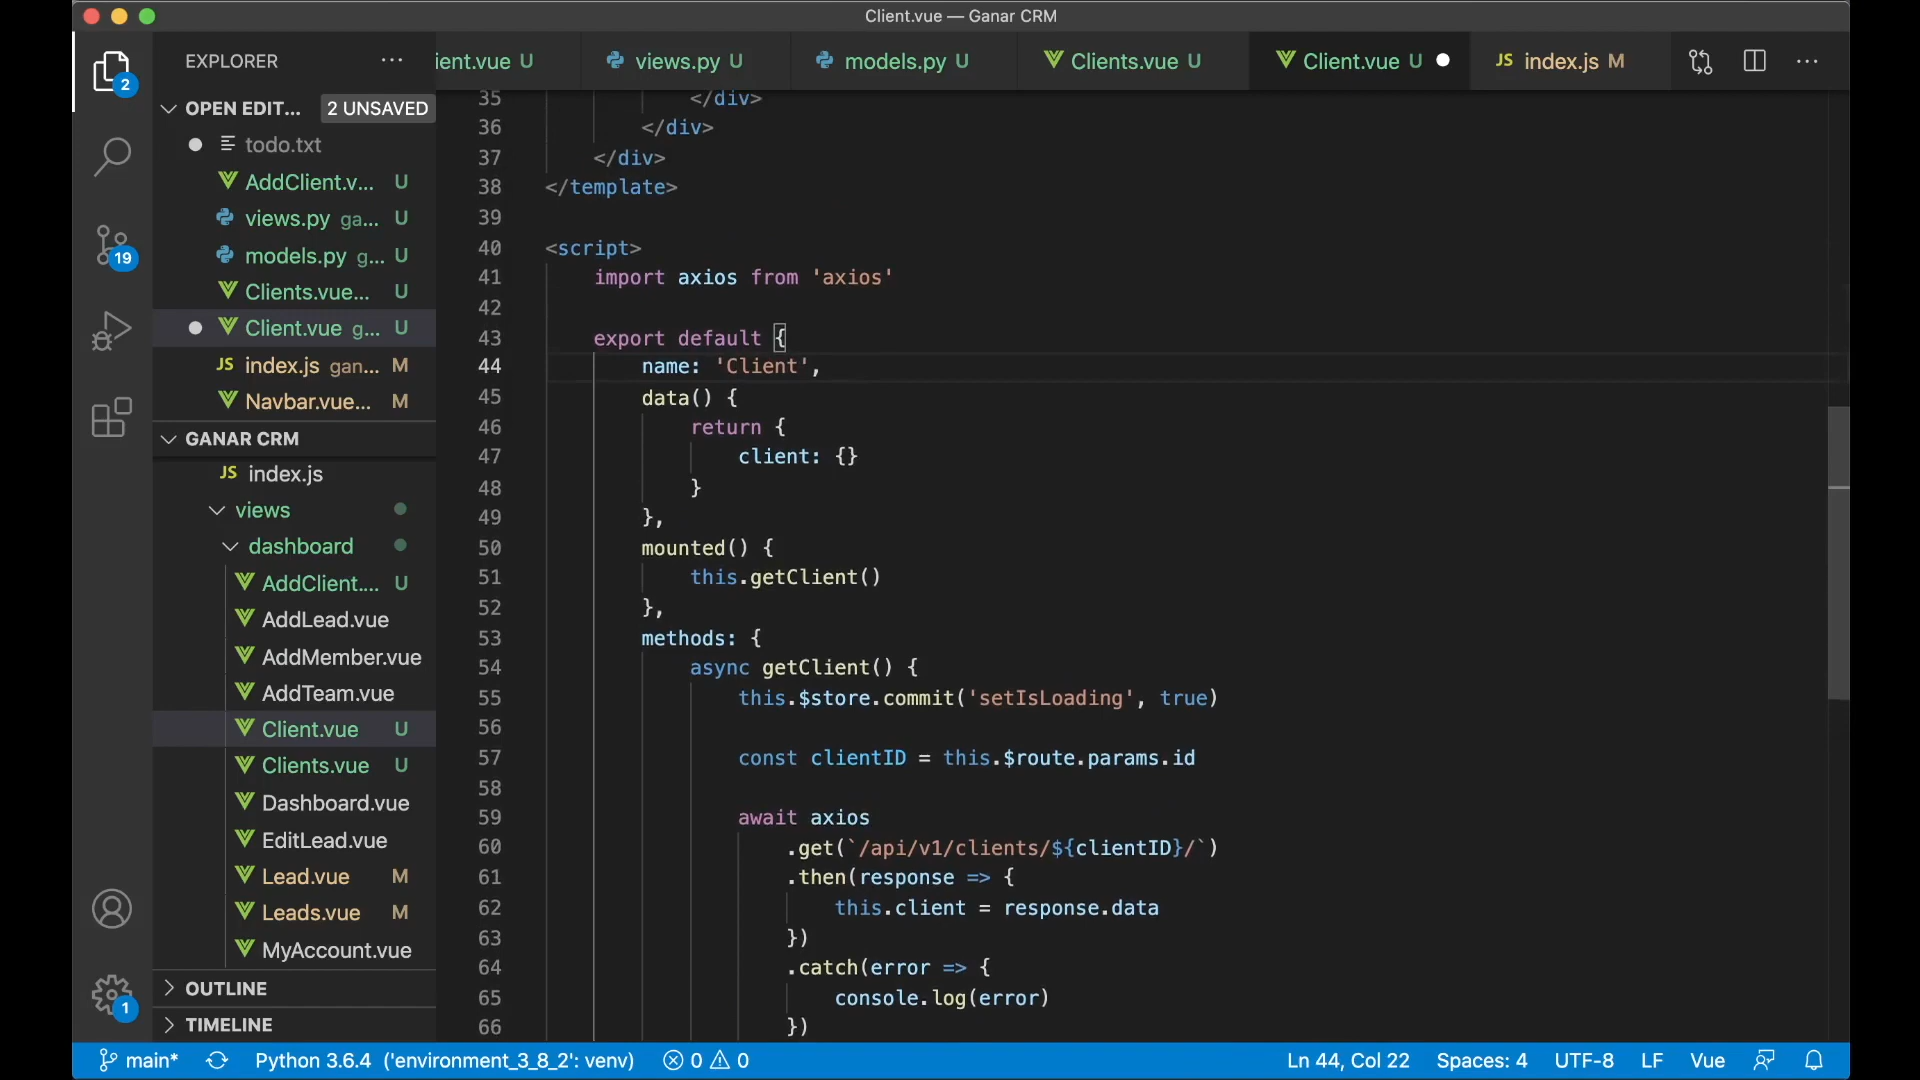 Client.vue — Ganar CRM
EXPLORER
ient.vue U
views.py U
models.py U
Clients.vue U
Client.vue U
JS index.js M
OPEN EDIT...
2 UNSAVED
todo.txt
AddClient.v... U
views.py ga... U
models.py g... U
Clients.vue... U
Client.vue g... U
JS index.js gan... M
Navbar.vue... M
GANAR CRM
JS index.js
views
dashboard
AddClient.... U
AddLead.vue
AddMember.vue
AddTeam.vue
Client.vue U
Clients.vue U
Dashboard.vue
EditLead.vue
Lead.vue M
Leads.vue M
MyAccount.vue
OUTLINE
TIMELINE
2
19
1
35 </div>
36 </div>
37 </div>
38 </template>
39
40 <script>
41 import axios from 'axios'
42
43 export default {
44 name: 'Client',
45 data() {
46 return {
47 client: {}
48 }
49 },
50 mounted() {
51 this.getClient()
52 },
53 methods: {
54 async getClient() {
55 this.$store.commit('setIsLoading', true)
56
57 const clientID = this.$route.params.id
58
59 await axios
60 .get(`/api/v1/clients/${clientID}/`)
61 .then(response => {
62 this.client = response.data
63 })
64 .catch(error => {
65 console.log(error)
66 })
main* Python 3.6.4 ('environment_3_8_2': venv) 0 0 Ln 44, Col 22 Spaces: 4 UTF-8 LF Vue